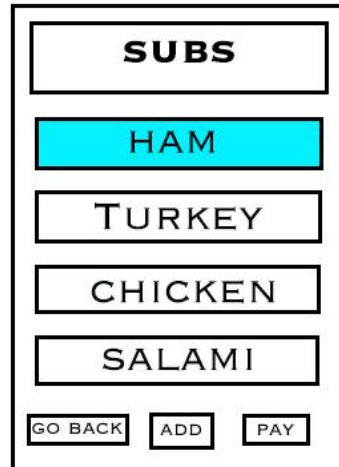 SUBS
HAM
TURKEY
CHICKEN
SALAMI
GO BACK ADD PAY